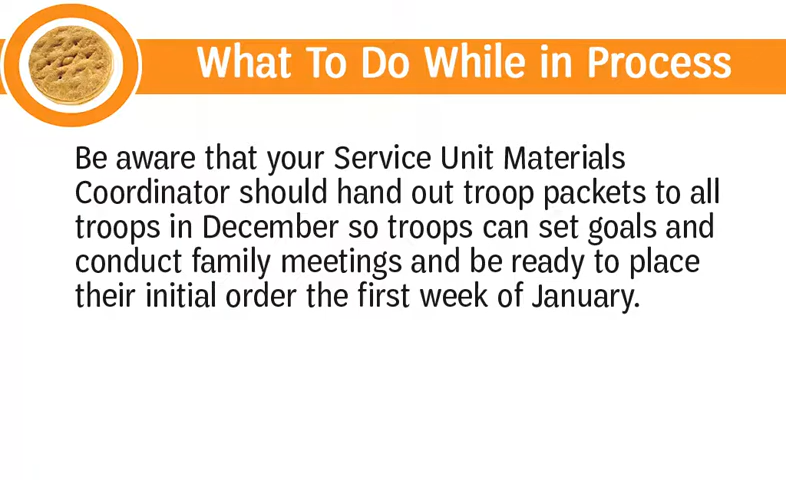 What To Do While in Process
Be aware that your Service Unit Materials
Coordinator should hand out troop packets to all
troops in December so troops can set goals and
conduct family meetings and be ready to place
their initial order the first week of January.